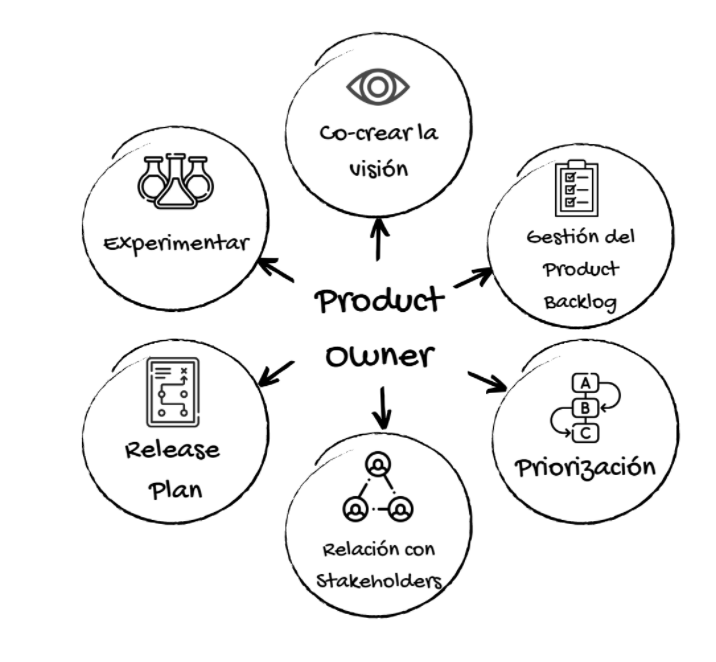 Co-crear la
visión
Experimentar
Gestión del
Product
Backlog
Product
Owner
Release
Plan
A
B
C
Priorización
Relación con
Stakeholders